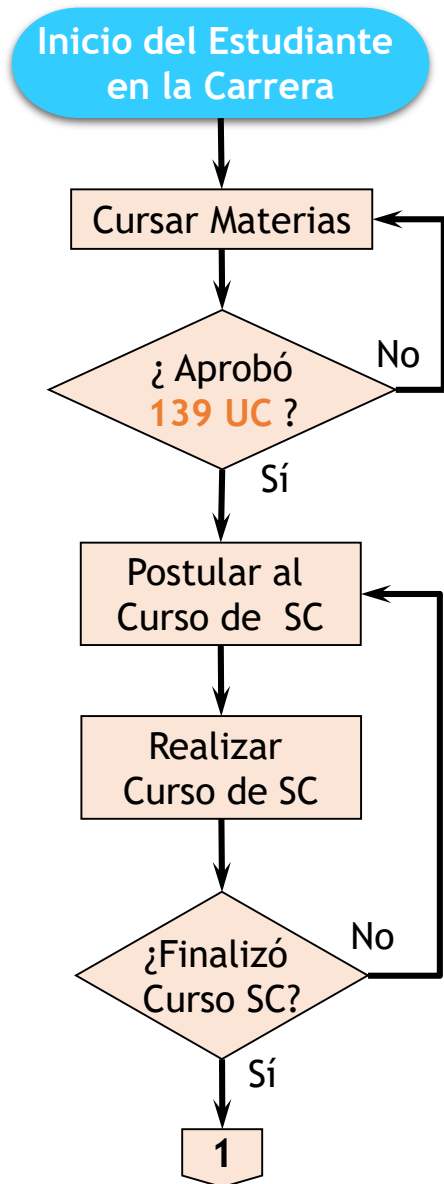 Inicio del Estudiante
en la Carrera
Cursar Materias
¿ Aprobó
139 UC ?
No
Sí
Postular al
Curso de SC
Realizar
Curso de SC
¿Finalizó
Curso SC?
No
Sí
1